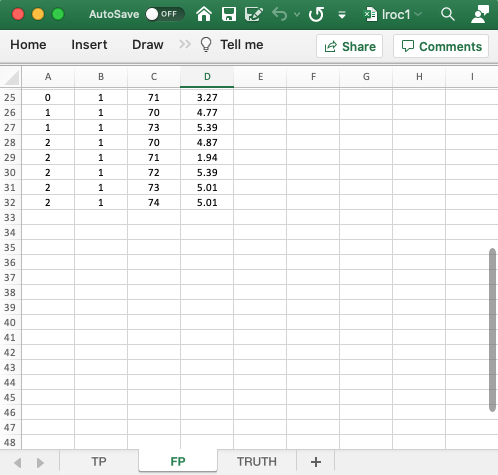 AutoSave OFF lroc1
Home Insert Draw Tell me Share Comments
A B C D E F G H I
25 0 1 71 3.27
26 1 1 70 4.77
27 1 1 73 5.39
28 2 1 70 4.87
29 2 1 71 1.94
30 2 1 72 5.39
31 2 1 73 5.01
32 2 1 74 5.01
33
34
35
36
37
38
39
40
41
42
43
44
45
46
47
48
TP FP TRUTH +